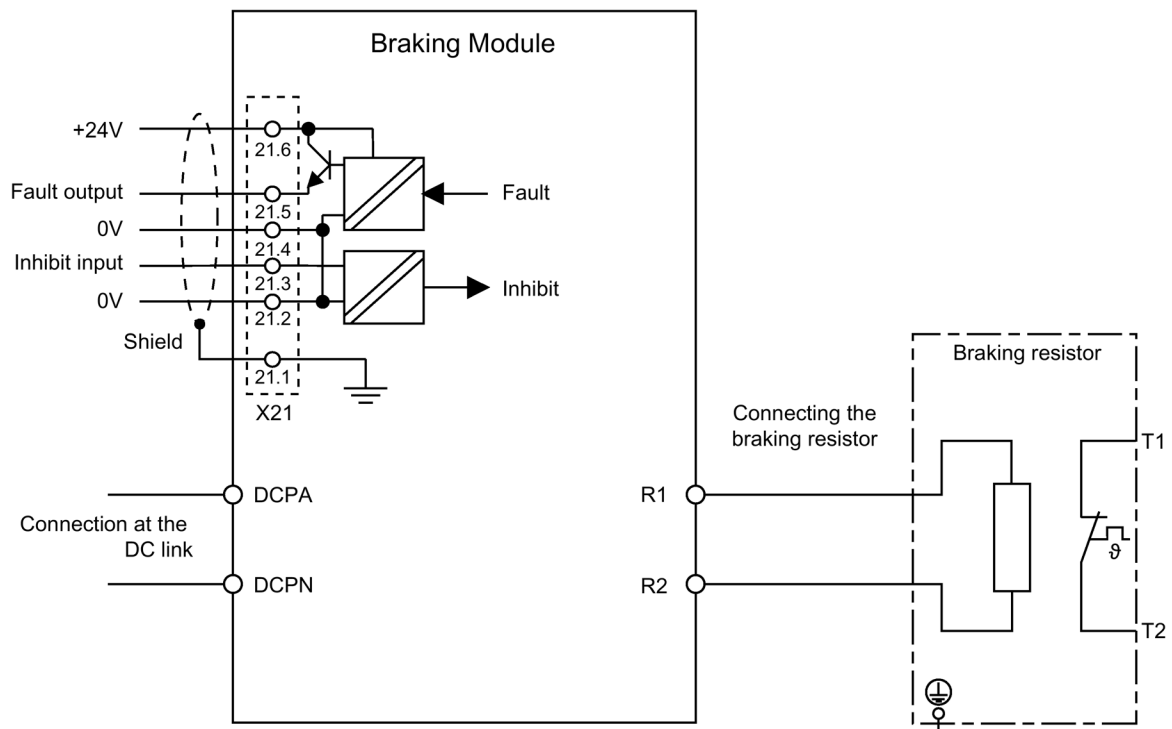 Braking Module
+24V
21.6
Fault output
21.5
Fault
0V
21.4
Inhibit input
21.3
Inhibit
0V
21.2
Shield
21.1
X21
Braking resistor
Connecting the
braking resistor
T1
DCPA
R1
Connection at the
DC link
ϑ
DCPN
R2
T2